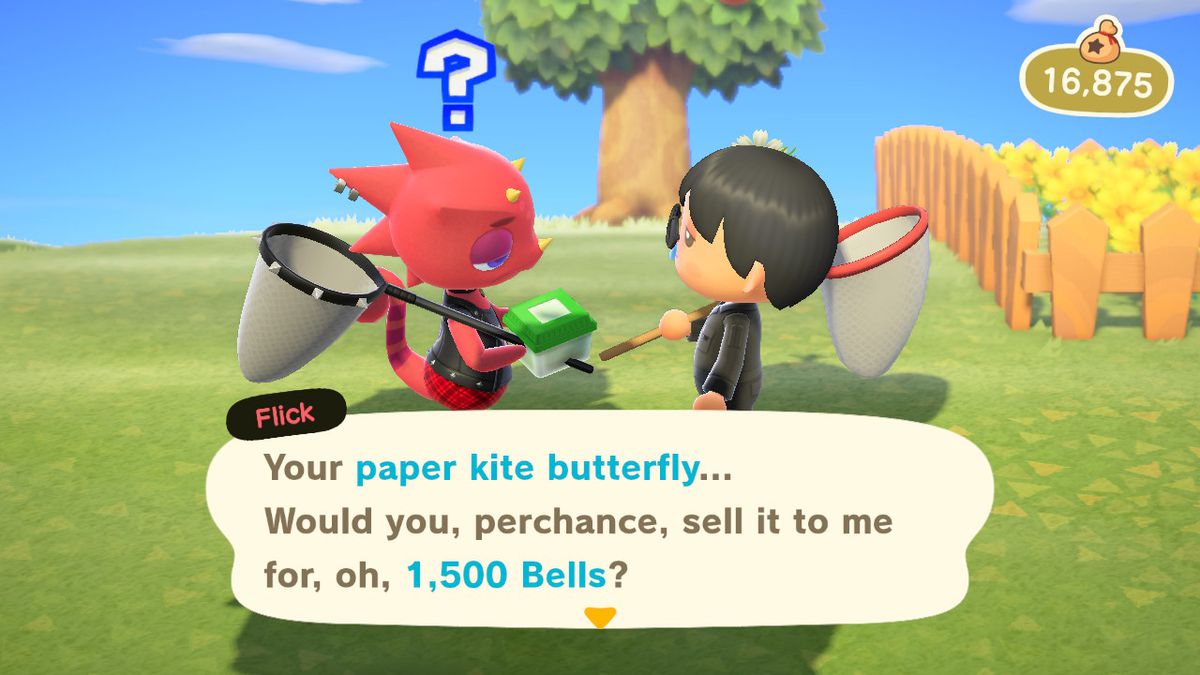 ?
16,875
Flick
Your paper kite butterfly...
Would you, perchance, sell it to me
for, oh, 1,500 Bells?